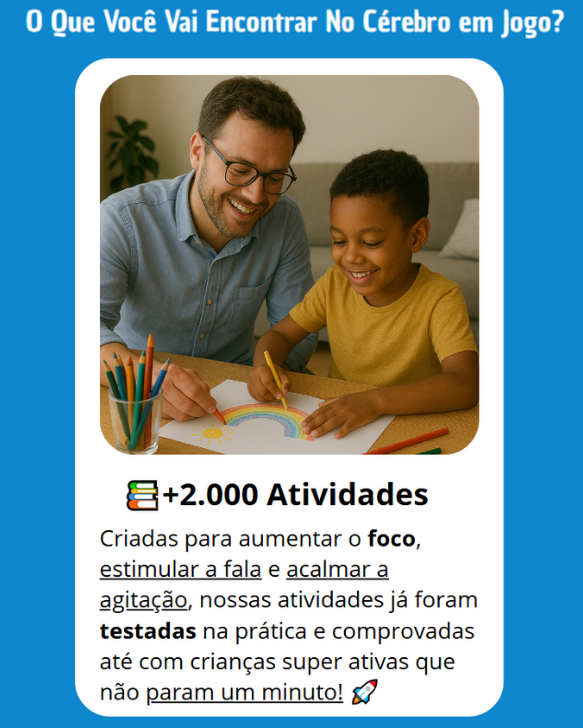 O Que Você Vai Encontrar No Cérebro em Jogo?
📚+2.000 Atividades
Criadas para aumentar o foco,
estimular a fala e acalmar a
agitação, nossas atividades já foram
testadas na prática e comprovadas
até com crianças super ativas que
não param um minuto! 🚀